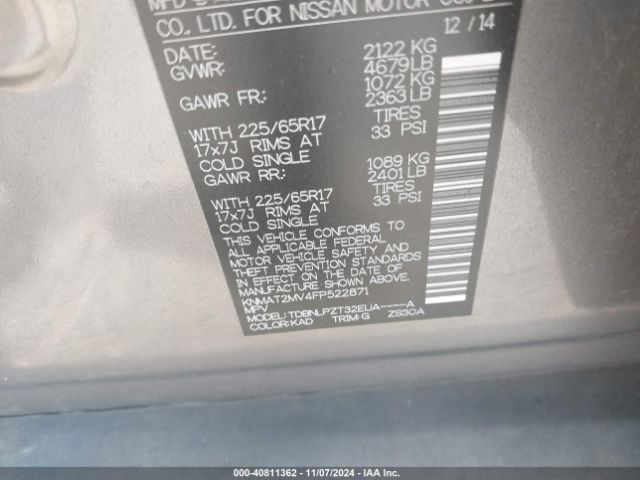 CO., LTD. FOR NISSAN MOTOR CO.,
12/14
DATE:
GVWR: 2122 KG
4679LB
GAWR FR: 1072 KG
2363LB
WITH 225/65R17 TIRES
17x7J RIMS AT 33 PSI
COLD SINGLE
GAWR RR: 1089 KG
2401LB
WITH 225/65R17 TIRES
17x7J RIMS AT 33 PSI
COLD SINGLE
THIS VEHICLE CONFORMS TO
ALL APPLICABLE FEDERAL
MOTOR VEHICLE SAFETY AND
THEFT PREVENTION STANDARDS
IN EFFECT ON THE DATE OF
MANUFACTURE SHOWN ABOVE.
KNMAT2MV4FP522871
MPV
MODEL: TDBNLPZT32EUA----A
COLOR:KAD TRIM:G ZS30A
000-40811362 - 11/07/2024 - IAA Inc.